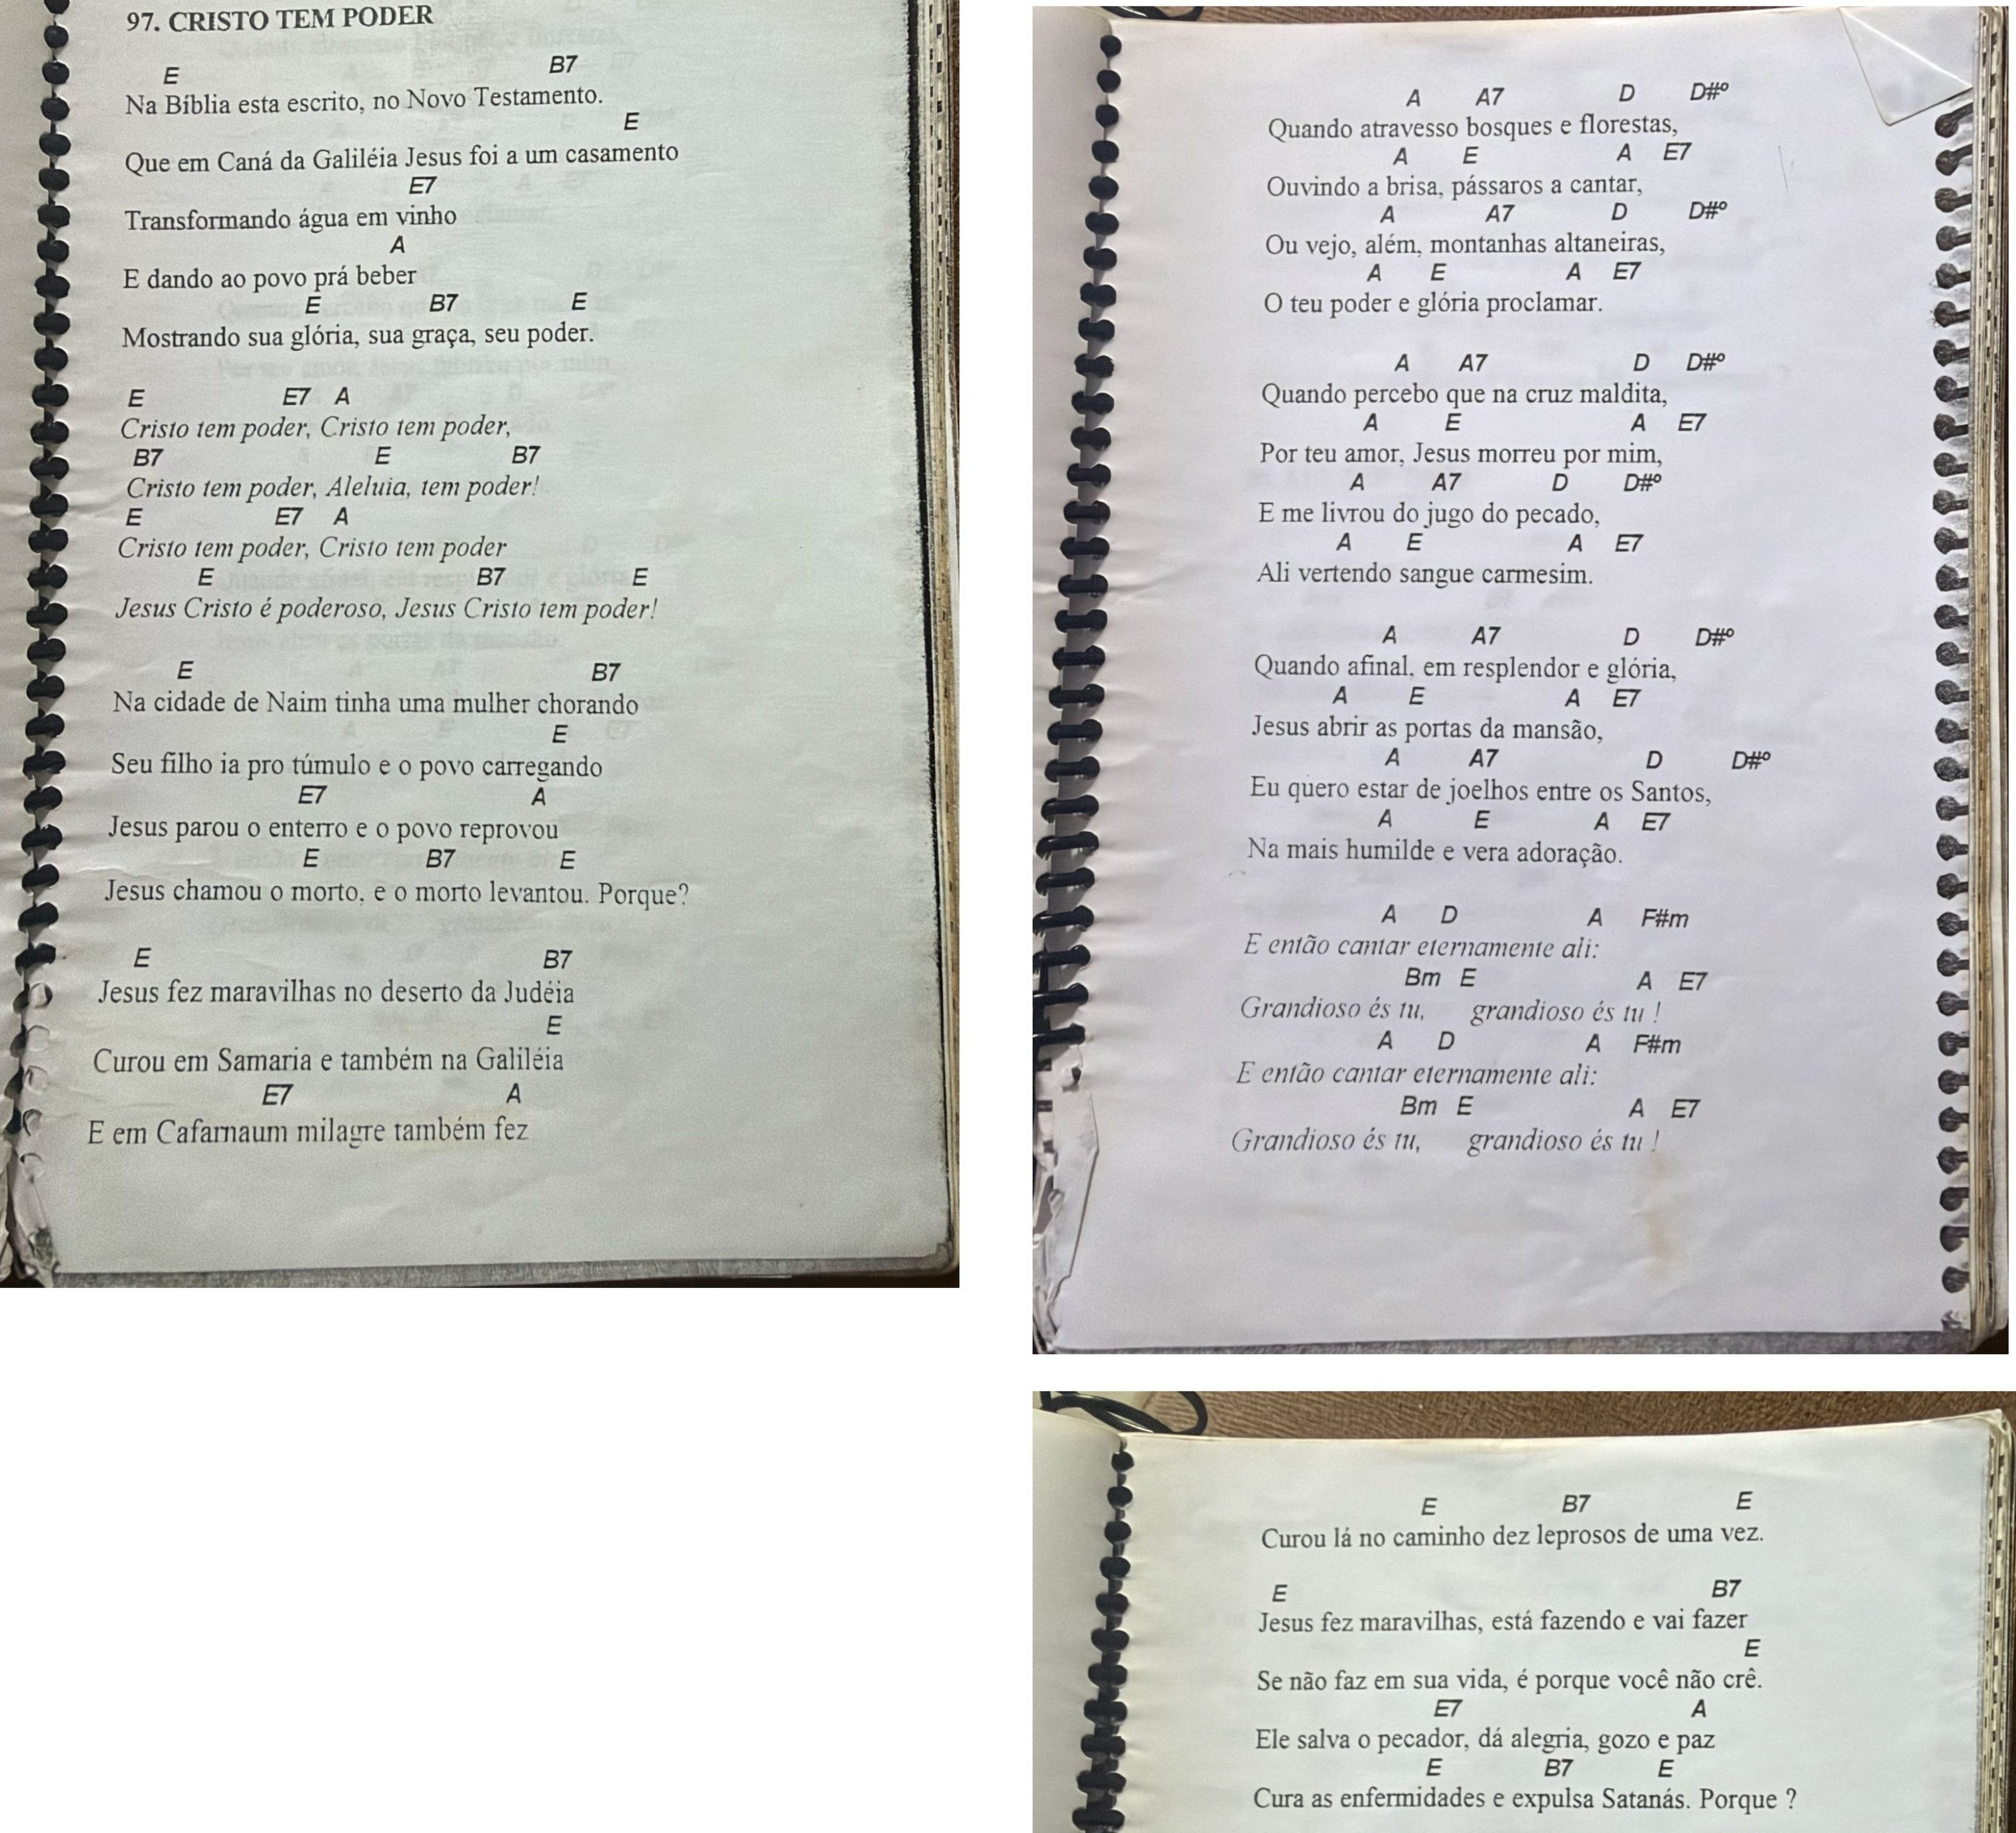 97. CRISTO TEM PODER
E B7
Na Bíblia esta escrito, no Novo Testamento.
E
Que em Caná da Galiléia Jesus foi a um casamento
E7
Transformando água em vinho
A
E dando ao povo prá beber
E B7 E
Mostrando sua glória, sua graça, seu poder.
E E7 A
Cristo tem poder, Cristo tem poder,
B7 E B7
Cristo tem poder, Aleluia, tem poder!
E E7 A
Cristo tem poder, Cristo tem poder
E B7 E
Jesus Cristo é poderoso, Jesus Cristo tem poder!
E B7
Na cidade de Naim tinha uma mulher chorando
E
Seu filho ia pro túmulo e o povo carregando
E7 A
Jesus parou o enterro e o povo reprovou
E B7 E
Jesus chamou o morto, e o morto levantou. Porque?
E B7
Jesus fez maravilhas no deserto da Judéia
E
Curou em Samaria e também na Galiléia
E7 A
E em Cafarnaum milagre também fez
A A7 D D#º
Quando atravesso bosques e florestas,
A E A E7
Ouvindo a brisa, pássaros a cantar,
A A7 D D#º
Ou vejo, além, montanhas altaneiras,
A E A E7
O teu poder e glória proclamar.
A A7 D D#º
Quando percebo que na cruz maldita,
A E A E7
Por teu amor, Jesus morreu por mim,
A A7 D D#º
E me livrou do jugo do pecado,
A E A E7
Ali vertendo sangue carmesim.
A A7 D D#º
Quando afinal, em resplendor e glória,
A E A E7
Jesus abrir as portas da mansão,
A A7 D D#º
Eu quero estar de joelhos entre os Santos,
A E A E7
Na mais humilde e vera adoração.
A D A F#m
E então cantar eternamente ali:
Bm E A E7
Grandioso és tu, grandioso és tu !
A D A F#m
E então cantar eternamente ali:
Bm E A E7
Grandioso és tu, grandioso és tu !
E B7 E
Curou lá no caminho dez leprosos de uma vez.
E B7
Jesus fez maravilhas, está fazendo e vai fazer
E
Se não faz em sua vida, é porque você não crê.
E7 A
Ele salva o pecador, dá alegria, gozo e paz
E B7 E
Cura as enfermidades e expulsa Satanás. Porque ?